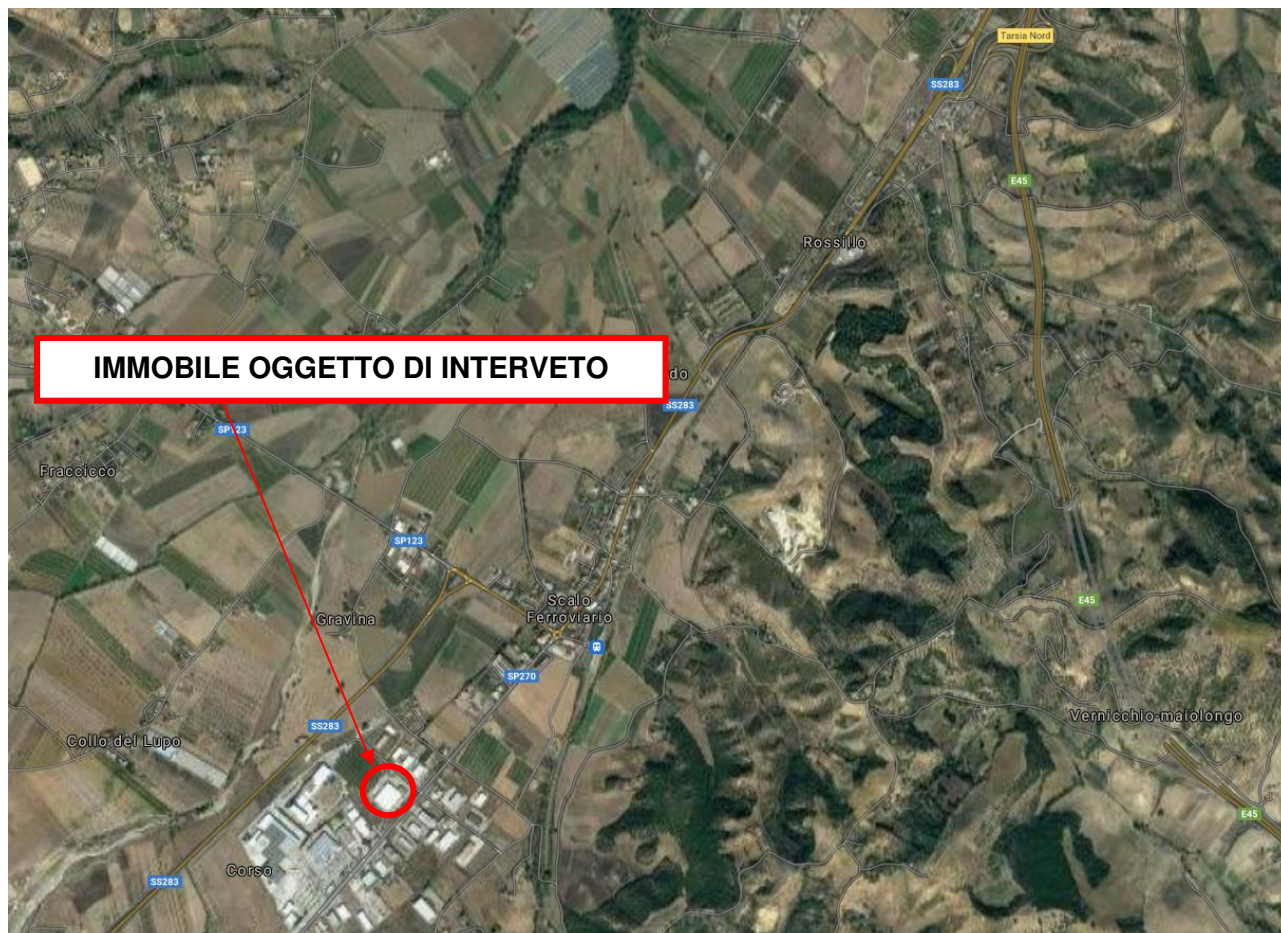 Tarsia Nord
SS283
E45
Rossillo
IMMOBILE OGGETTO DI INTERVETO
do
SS283
SP123
Fraccicco
SP123
Scalo
Ferroviario
E45
Gravina
SP270
Vernicchio-maiolongo
SS283
Collo del Lupo
E45
Corso
SS283